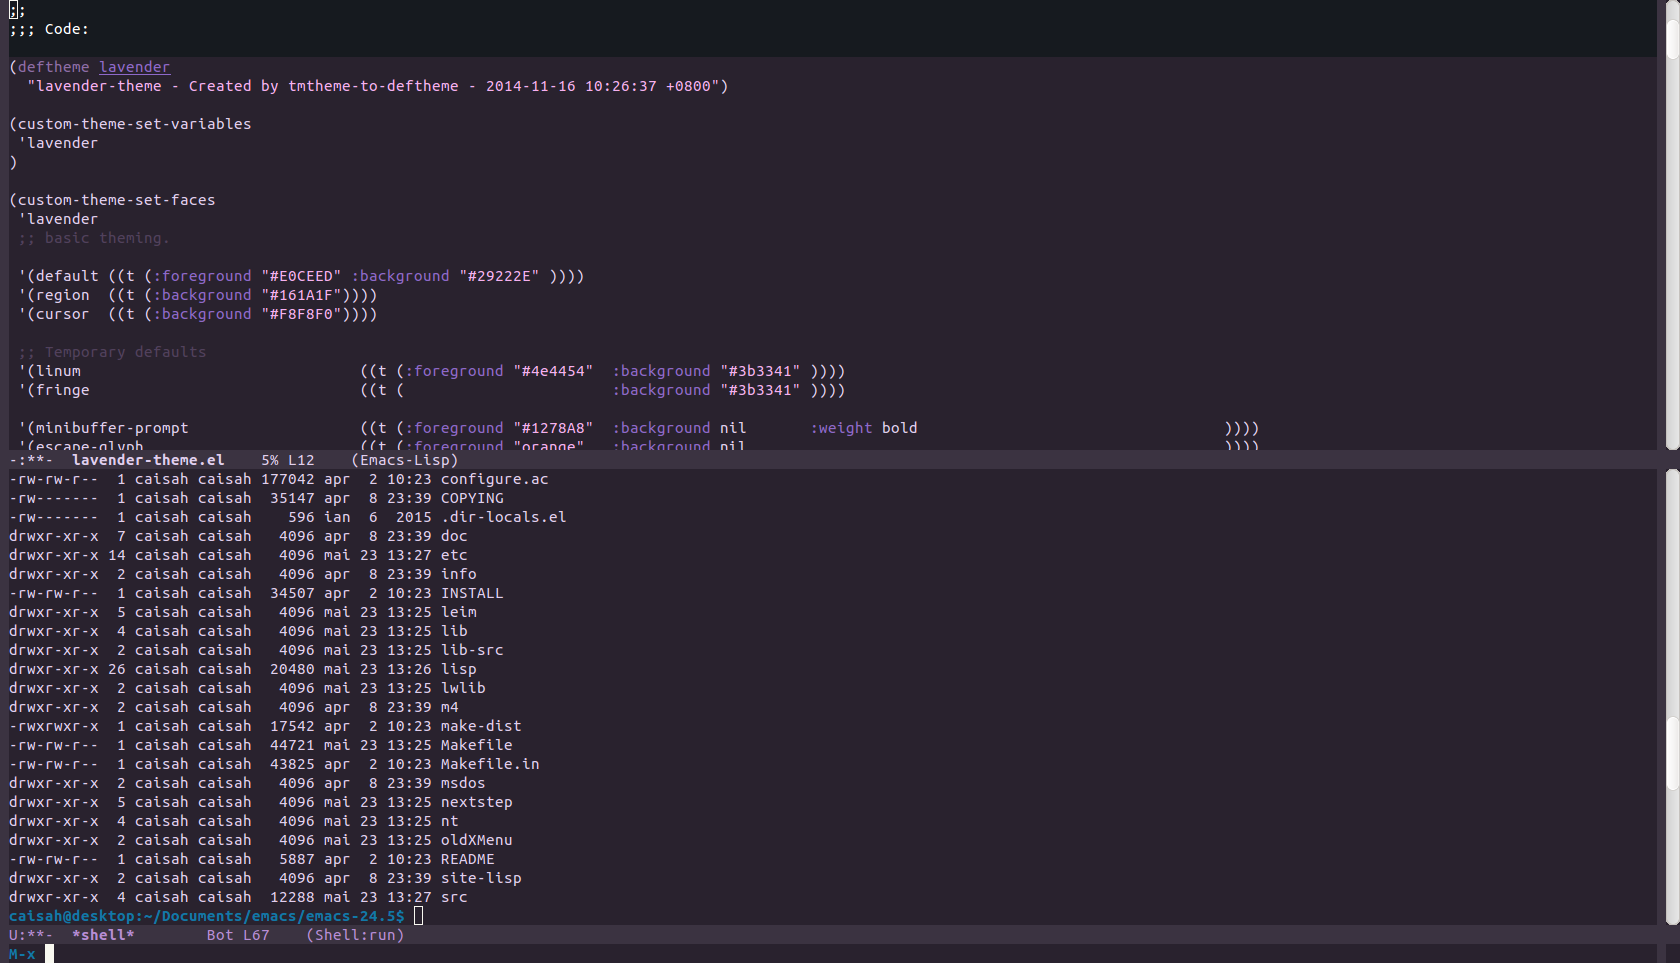 ;;
;;; Code:
(deftheme lavender
  "lavender-theme - Created by tmtheme-to-deftheme - 2014-11-16 10:26:37 +0800")
(custom-theme-set-variables
 'lavender
)
(custom-theme-set-faces
 'lavender
 ;; basic theming.
 '(default ((t (:foreground "#E0CEED" :background "#29222E" ))))
 '(region  ((t (:background "#161A1F"))))
 '(cursor  ((t (:background "#F8F8F0"))))
 ;; Temporary defaults
 '(linum                               ((t (:foreground "#4e4454"  :background "#3b3341" ))))
 '(fringe                              ((t (                       :background "#3b3341" ))))
 '(minibuffer-prompt                   ((t (:foreground "#1278A8"  :background nil       :weight bold                                  ))))
 '(escape-glyph                        ((t (:foreground "orange"   :background nil                                                     ))))
-:**-  lavender-theme.el    5% L12    (Emacs-Lisp)
-rw-rw-r--  1 caisah caisah 177042 apr  2 10:23 configure.ac
-rw-------  1 caisah caisah  35147 apr  8 23:39 COPYING
-rw-------  1 caisah caisah    596 ian  6  2015 .dir-locals.el
drwxr-xr-x  7 caisah caisah   4096 apr  8 23:39 doc
drwxr-xr-x 14 caisah caisah   4096 mai 23 13:27 etc
drwxr-xr-x  2 caisah caisah   4096 apr  8 23:39 info
-rw-rw-r--  1 caisah caisah  34507 apr  2 10:23 INSTALL
drwxr-xr-x  5 caisah caisah   4096 mai 23 13:25 leim
drwxr-xr-x  4 caisah caisah   4096 mai 23 13:25 lib
drwxr-xr-x  2 caisah caisah   4096 mai 23 13:25 lib-src
drwxr-xr-x 26 caisah caisah  20480 mai 23 13:26 lisp
drwxr-xr-x  2 caisah caisah   4096 mai 23 13:25 lwlib
drwxr-xr-x  2 caisah caisah   4096 apr  8 23:39 m4
-rwxrwxr-x  1 caisah caisah  17542 apr  2 10:23 make-dist
-rw-rw-r--  1 caisah caisah  44721 mai 23 13:25 Makefile
-rw-rw-r--  1 caisah caisah  43825 apr  2 10:23 Makefile.in
drwxr-xr-x  2 caisah caisah   4096 apr  8 23:39 msdos
drwxr-xr-x  5 caisah caisah   4096 mai 23 13:25 nextstep
drwxr-xr-x  4 caisah caisah   4096 mai 23 13:25 nt
drwxr-xr-x  2 caisah caisah   4096 mai 23 13:25 oldXMenu
-rw-rw-r--  1 caisah caisah   5887 apr  2 10:23 README
drwxr-xr-x  2 caisah caisah   4096 apr  8 23:39 site-lisp
drwxr-xr-x  4 caisah caisah  12288 mai 23 13:27 src
caisah@desktop:~/Documents/emacs/emacs-24.5$
U:**-  *shell*        Bot L67    (Shell:run)
M-x